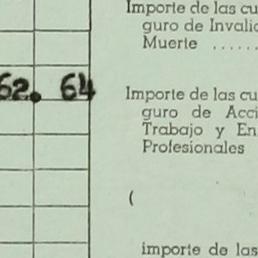 Importe de las cu
guro de Invali
Muerte ......
62. 64
Importe de las cu
guro de Acci
Trabajo y En
Profesionales
(
importe de las